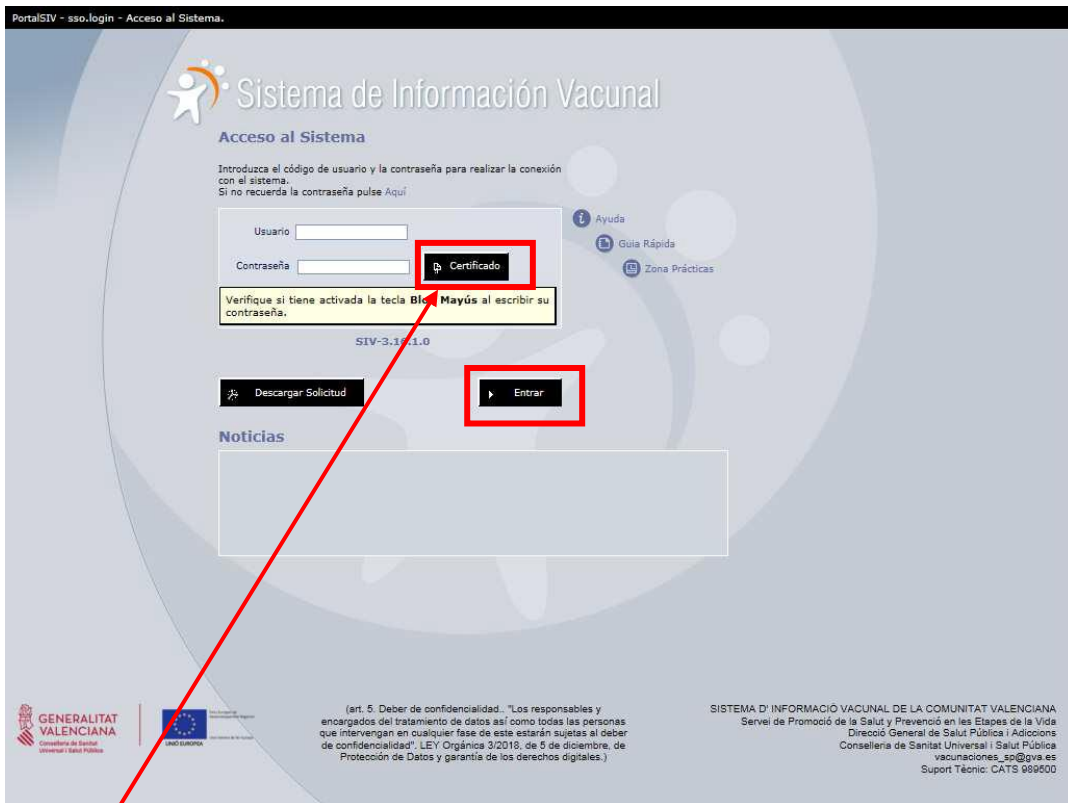 PortalSIV - sso.login - Acceso al Sistema.
Sistema de Información Vacunal
Acceso al Sistema
Introduzca el código de usuario y la contraseña para realizar la conexión
con el sistema.
Si no recuerda la contraseña pulse Aquí
Usuario
Contraseña
Certificado
Verifique si tiene activada la tecla Bloq Mayús al escribir su
contraseña.
Ayuda
Guia Rápida
Zona Prácticas
SIV-3.16.1.0
Descargar Solicitud
Entrar
Noticias
GENERALITAT
VALENCIANA
Conselleria de Sanitat
Universal i Salut Pública
UNIÓ EUROPEA
(art. 5. Deber de confidencialidad.. "Los responsables y
encargados del tratamiento de datos así como todas las personas
que intervengan en cualquier fase de este estarán sujetas al deber
de confidencialidad". LEY Orgánica 3/2018, de 5 de diciembre, de
Protección de Datos y garantía de los derechos digitales.)
SISTEMA D' INFORMACIÓ VACUNAL DE LA COMUNITAT VALENCIANA
Servei de Promoció de la Salut y Prevenció en les Etapes de la Vida
Direcció General de Salut Pública i Adiccions
Conselleria de Sanitat Universal i Salut Pública
vacunaciones_sp@gva.es
Suport Tècnic: CATS 989500